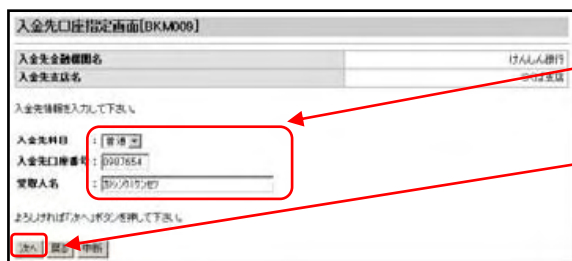 入金先口座指定画面[BKM009]
入金先金融機関名 けんしん銀行
入金先支店名
入金先情報を入力して下さい。
入金先科目 : 普通
入金先口座番号 : 0987654
受取人名 :
よろしければ「次へ」ボタンを押して下さい。
次へ 戻る 中断